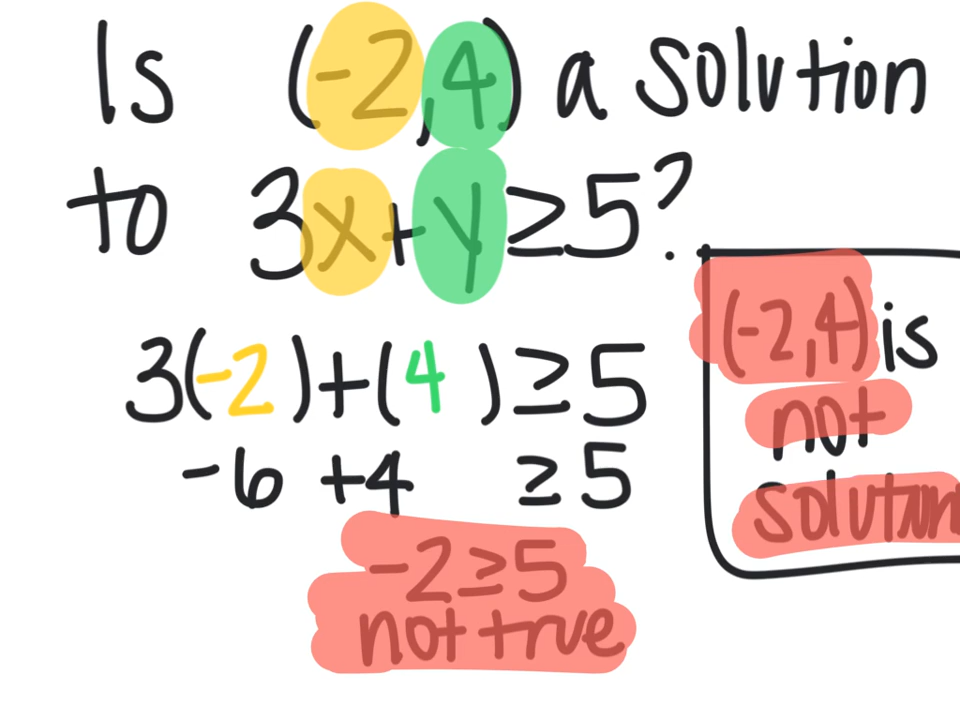 Is (-2,4) a solution
to 3x+y≥5?
3(-2)+(4)≥5
-6 +4 ≥5
-2≥5
not true
(-2,4) is
not
solution